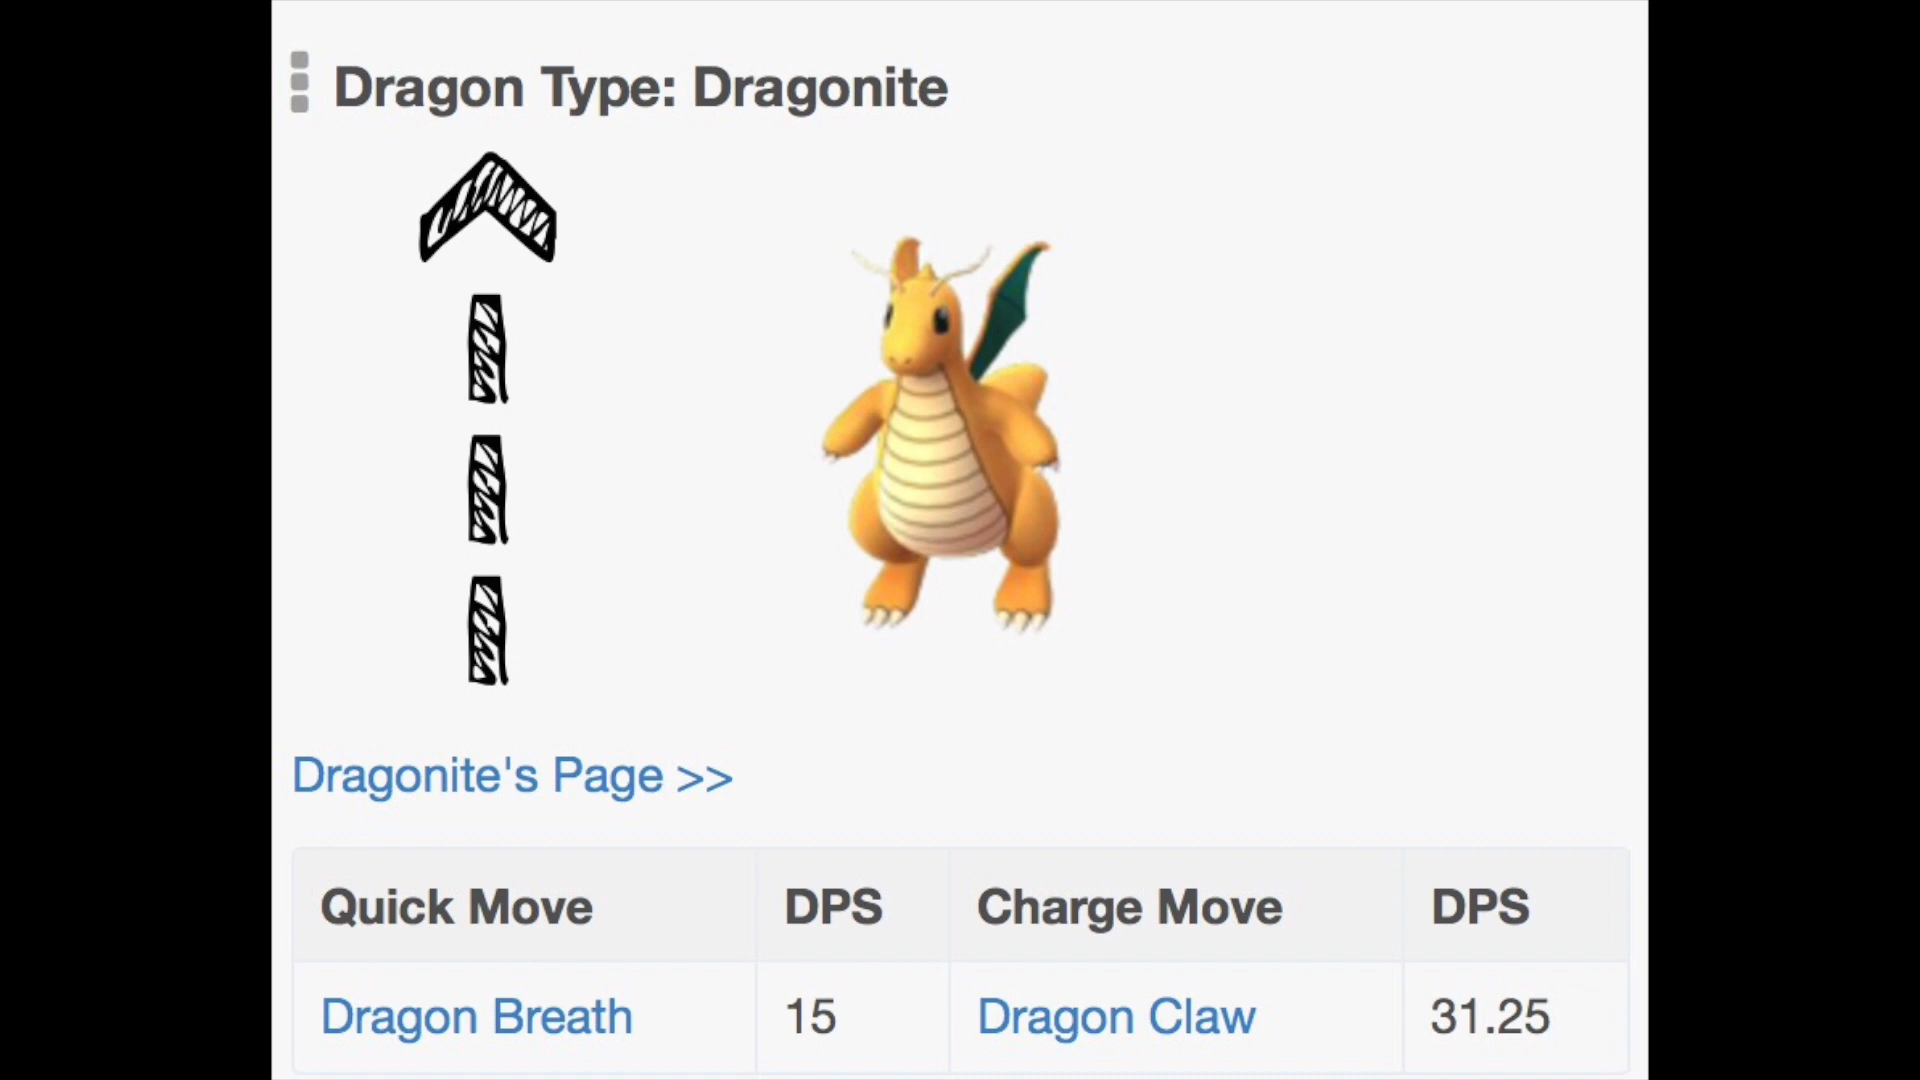 Dragon Type: Dragonite
Dragonite's Page >>
Quick Move DPS Charge Move DPS
Dragon Breath 15 Dragon Claw 31.25